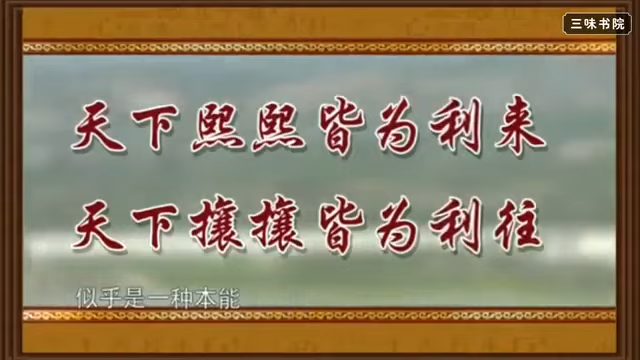 三味书院
天下熙熙皆为利来
天下攘攘皆为利往
似乎是一种本能